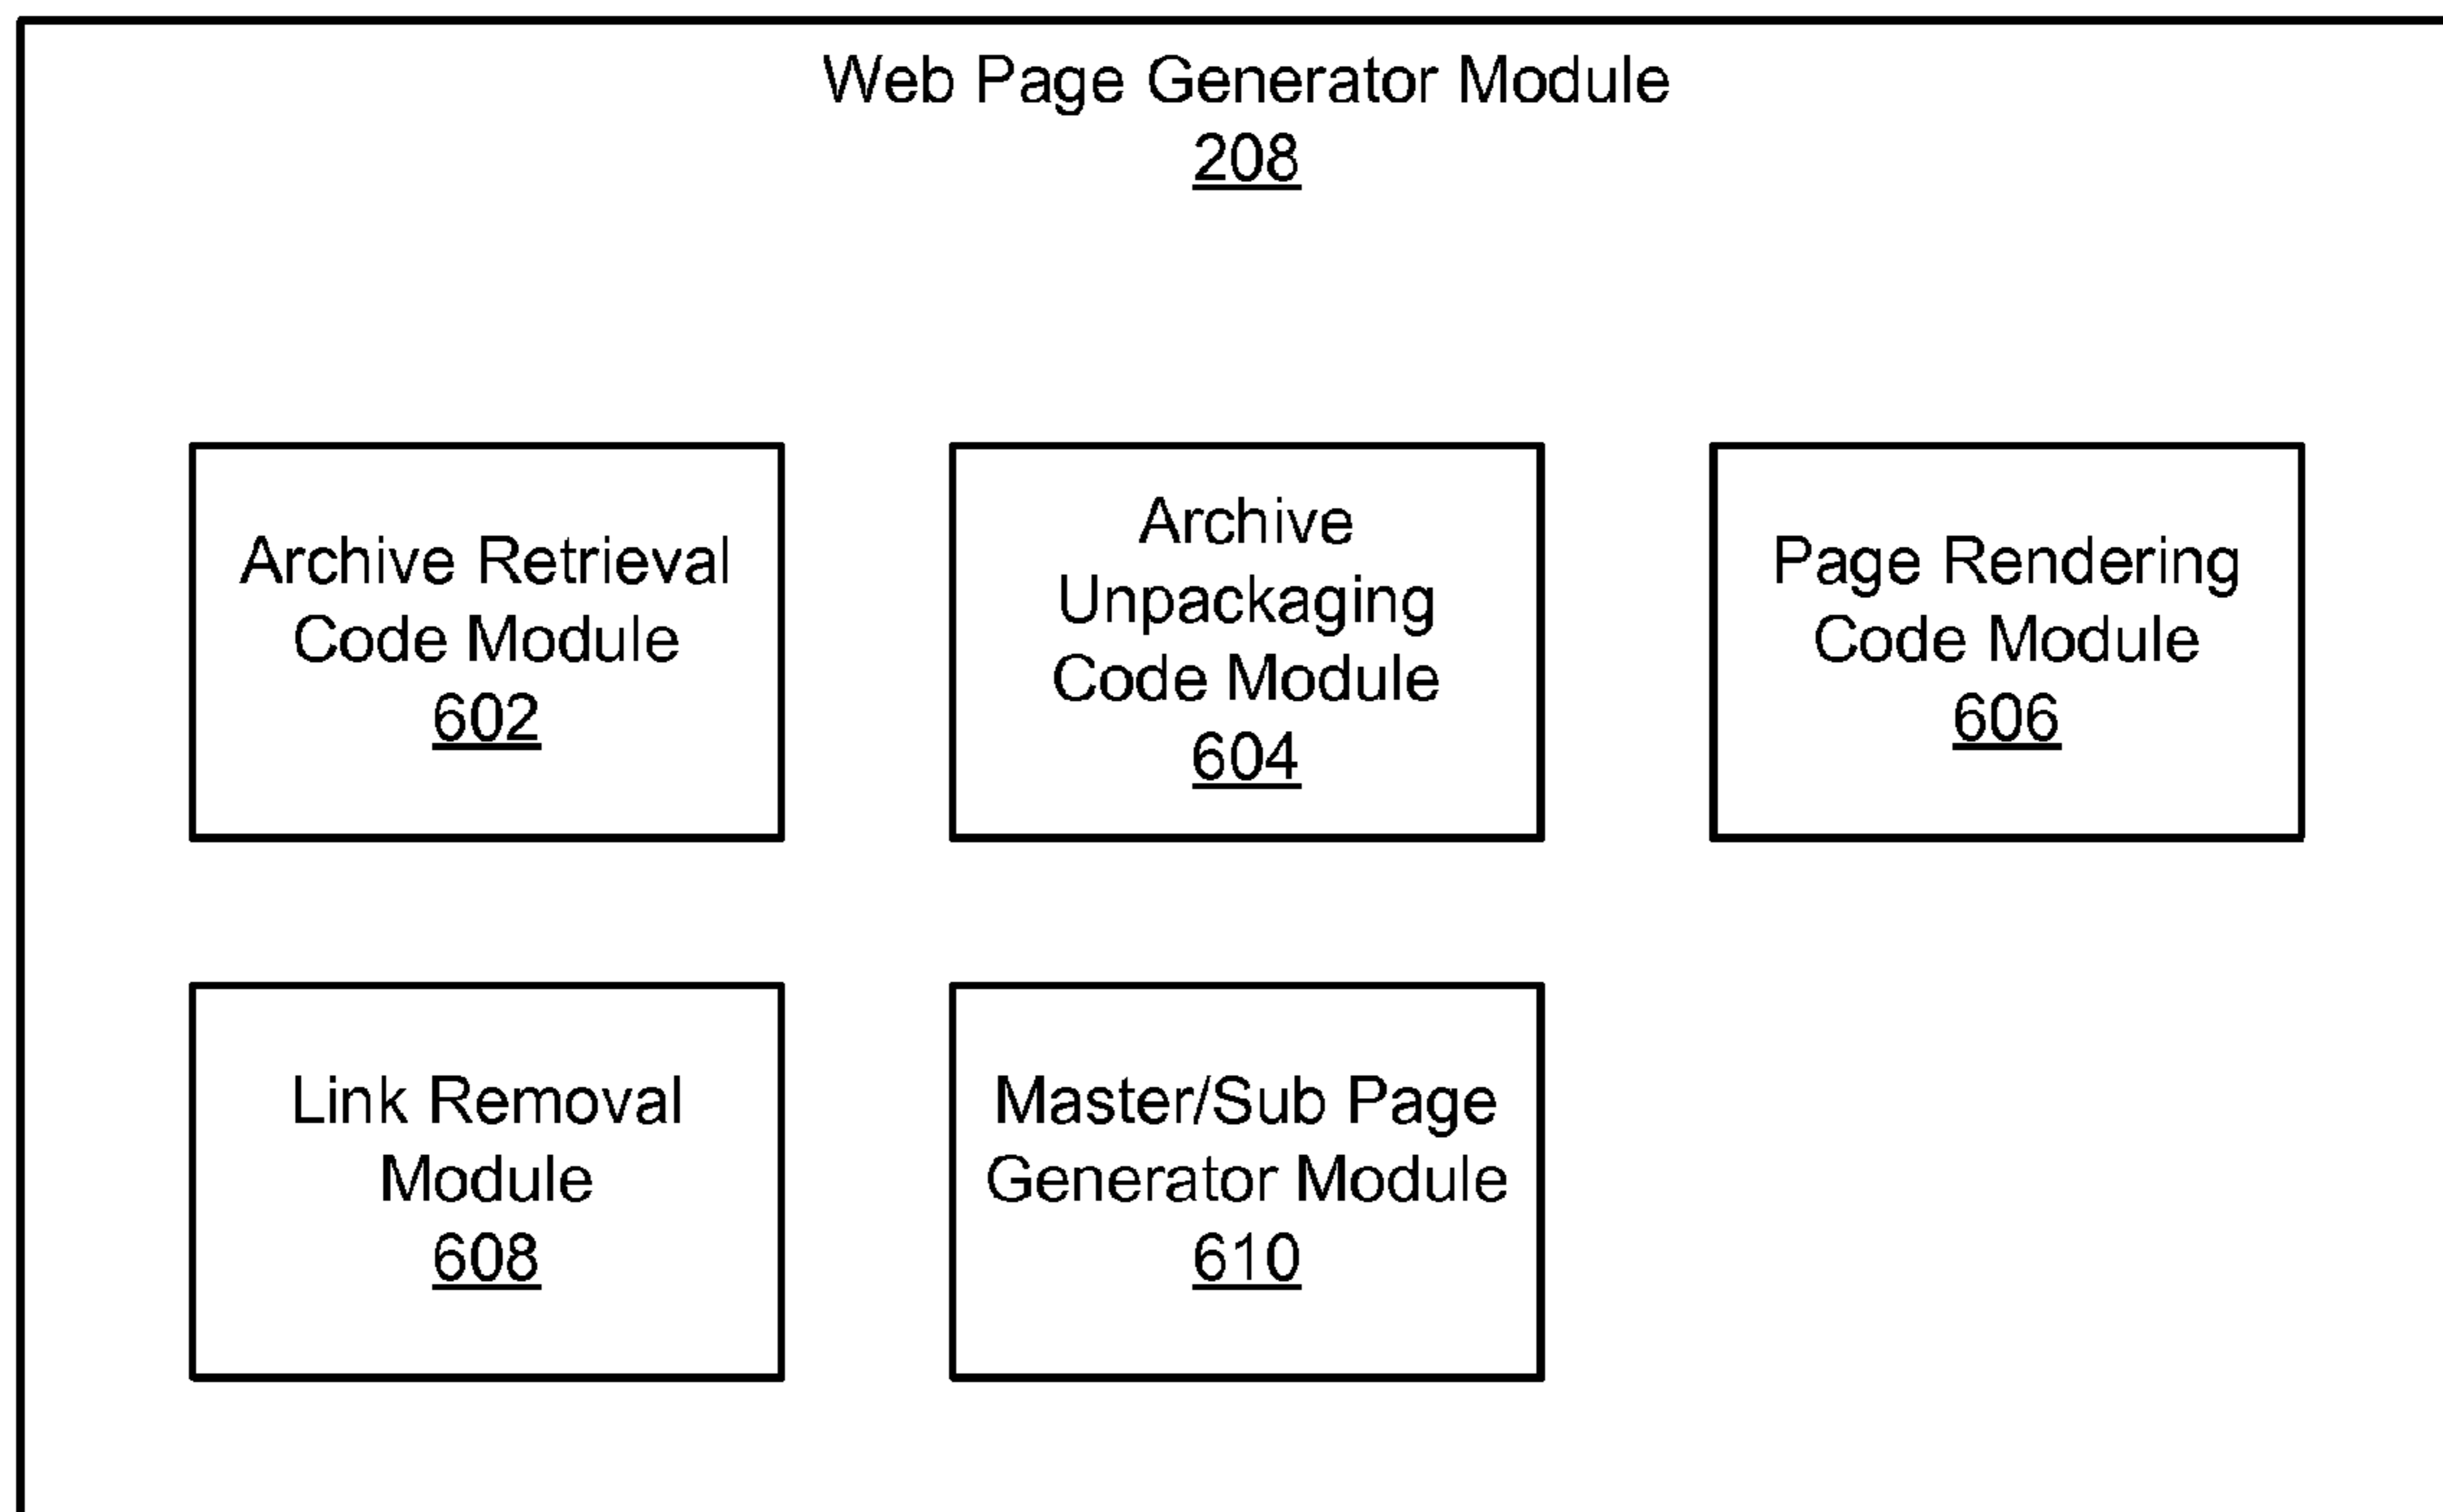 Web Page Generator Module
208
Archive Retrieval
Code Module
602
Archive
Unpackaging
Code Module
604
Page Rendering
Code Module
606
Link Removal
Module
608
Master/Sub Page
Generator Module
610